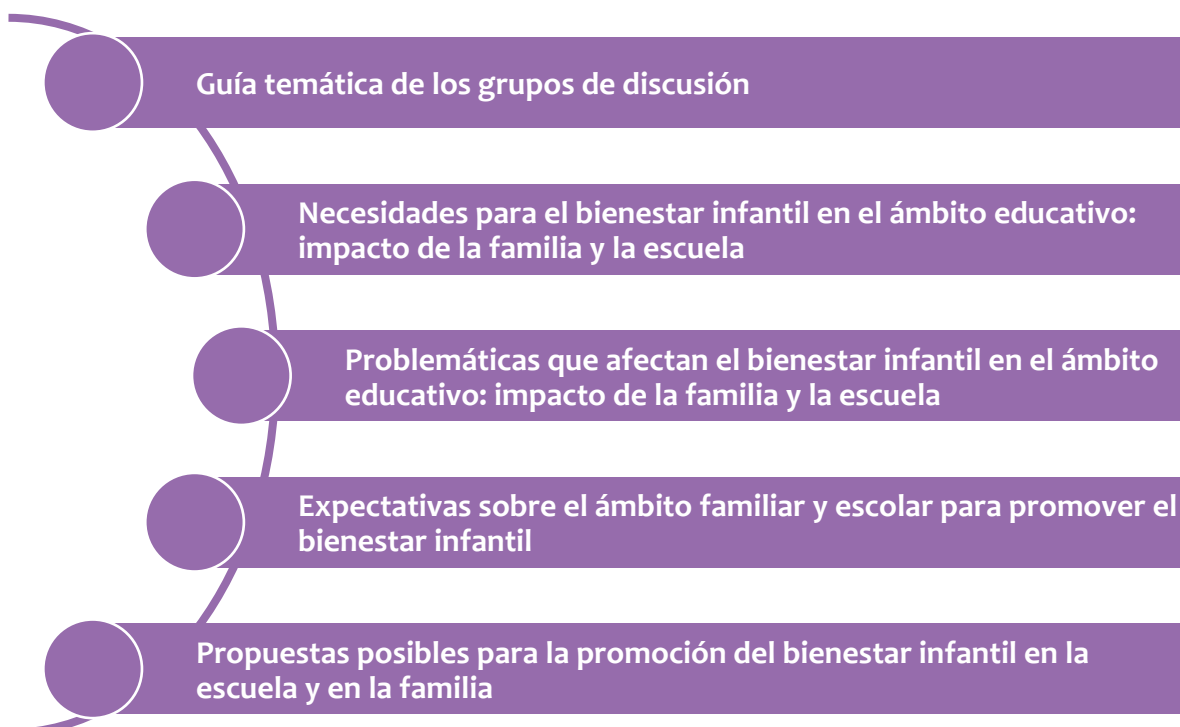 Guía temática de los grupos de discusión
Necesidades para el bienestar infantil en el ámbito educativo:
impacto de la familia y la escuela
Problemáticas que afectan el bienestar infantil en el ámbito
educativo: impacto de la familia y la escuela
Expectativas sobre el ámbito familiar y escolar para promover el
bienestar infantil
Propuestas posibles para la promoción del bienestar infantil en la
escuela y en la familia